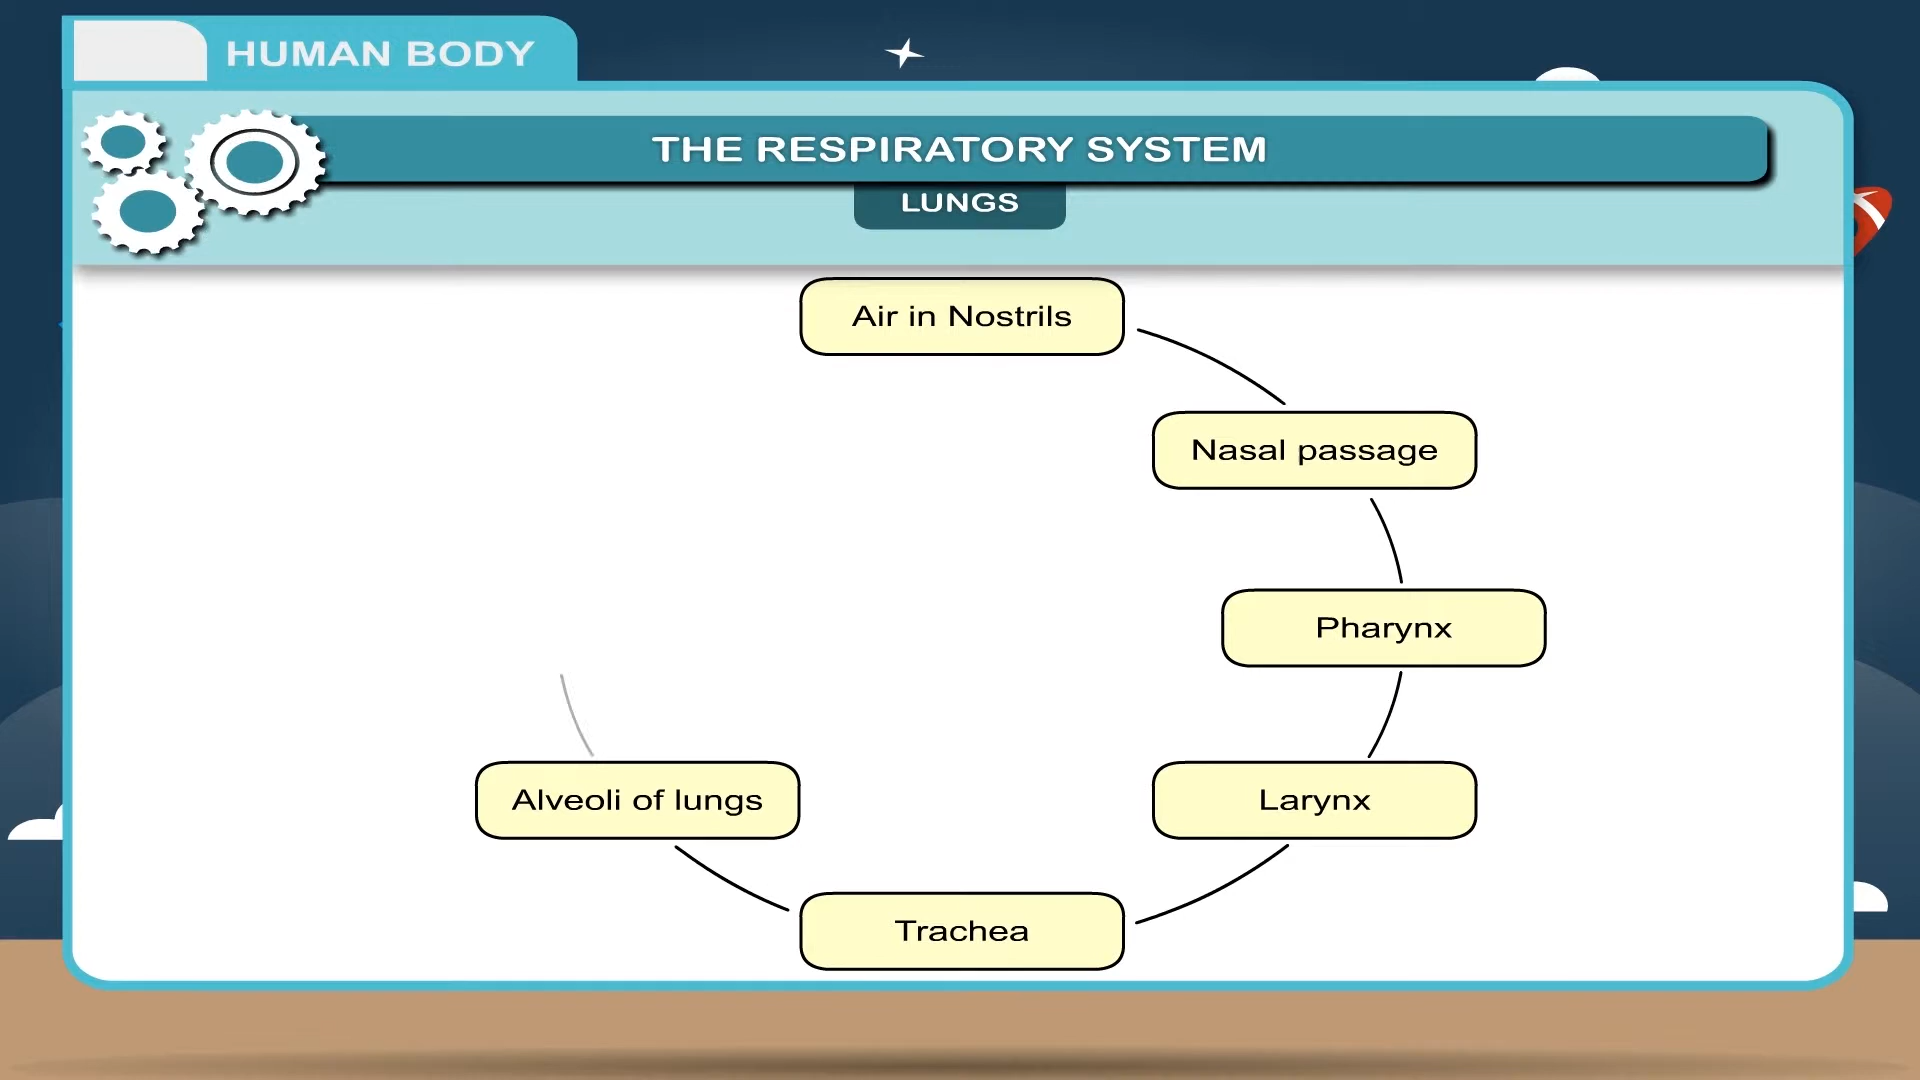 HUMAN BODY
THE RESPIRATORY SYSTEM
LUNGS
Air in Nostrils
Nasal passage
Pharynx
Larynx
Trachea
Alveoli of lungs